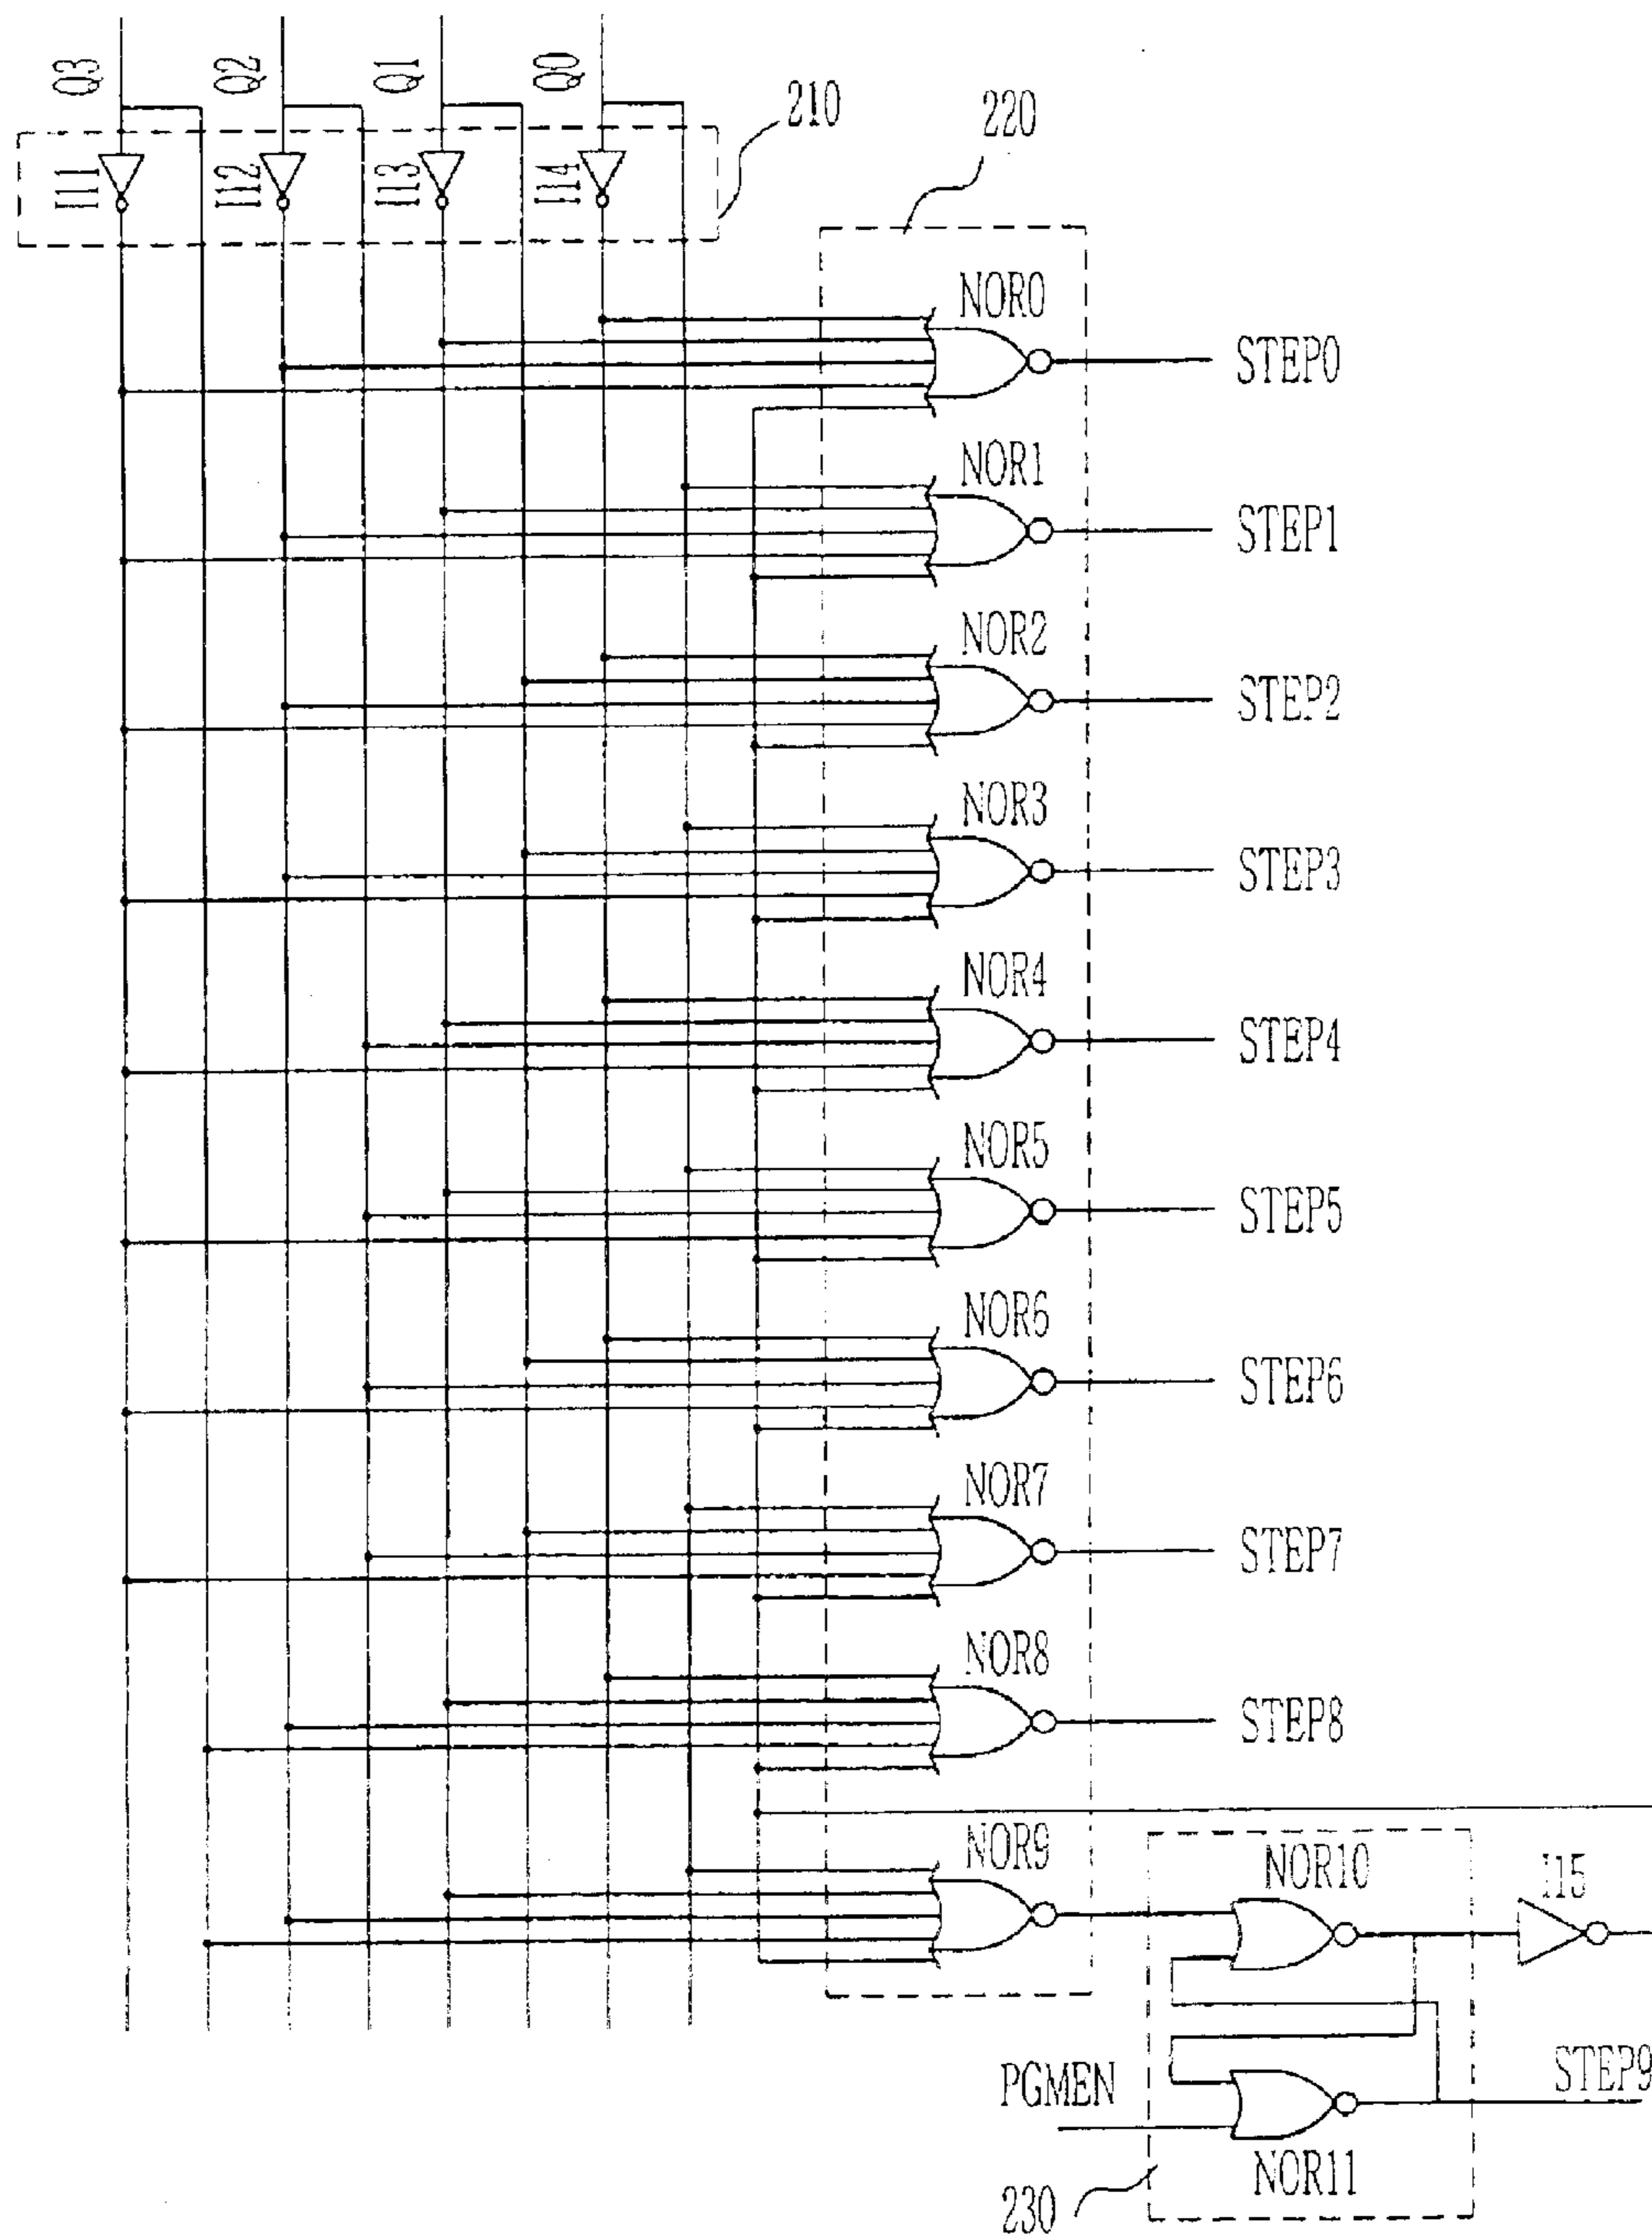 Q3
Q2
Q1
Q0
210
220
I11
I12
I13
I14
NOR0
STEP0
NOR1
STEP1
NOR2
STEP2
NOR3
STEP3
NOR4
STEP4
NOR5
STEP5
NOR6
STEP6
NOR7
STEP7
NOR8
STEP8
NOR9
NOR10
I15
PGMEN
STEP9
NOR11
230